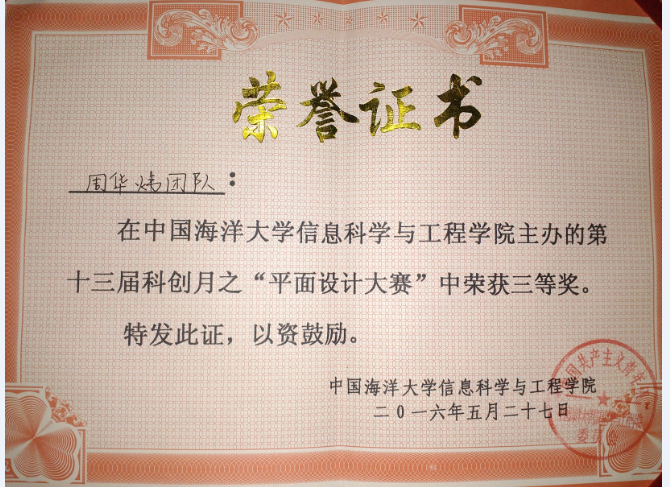 荣誉证书
周华炜团队：
在中国海洋大学信息科学与工程学院主办的第
十三届科创月之“平面设计大赛”中荣获三等奖。
特发此证，以资鼓励。
中国海洋大学信息科学与工程学院
二0一六年五月二十七日